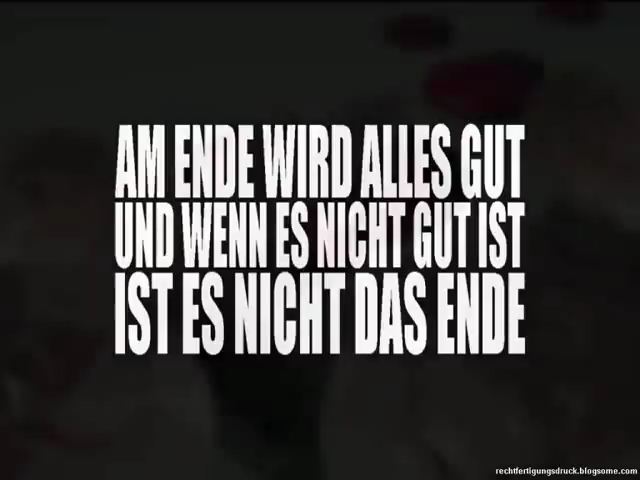 AM ENDE WIRD ALLES GUT
UND WENN ES NICHT GUT IST
IST ES NICHT DAS ENDE
rechtfertigungsdruck.blogsome.com